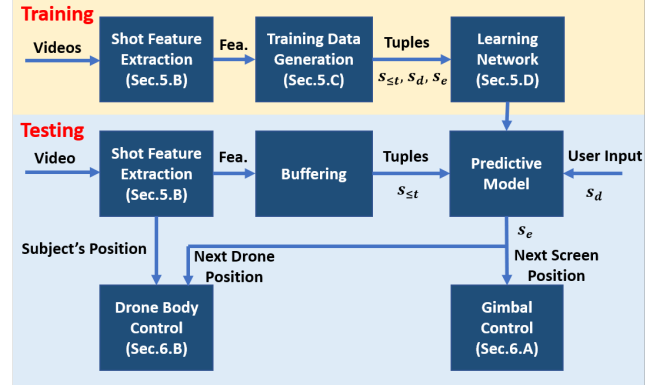 Training
Videos
Shot Feature
Extraction
(Sec.5.B)
Fea.
Training Data
Generation
(Sec.5.C)
Tuples
s≤t, sd, se
Learning
Network
(Sec.5.D)
Testing
Video
Shot Feature
Extraction
(Sec.5.B)
Fea.
Buffering
Tuples
s≤t
Predictive
Model
User Input
sd
Subject's Position
Next Drone
Position
se
Next Screen
Position
Drone Body
Control
(Sec.6.B)
Gimbal
Control
(Sec.6.A)